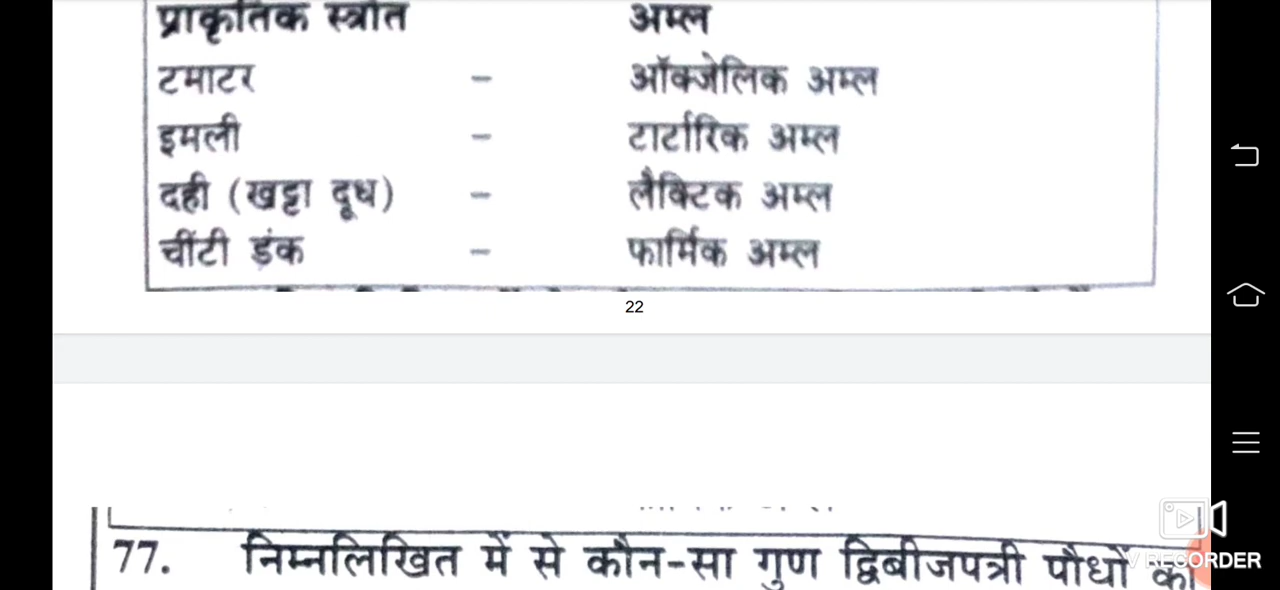 प्राकृतिक स्त्रोत अम्ल
टमाटर - ऑक्जेलिक अम्ल
इमली - टार्टारिक अम्ल
दही (खट्टा दूध) - लैक्टिक अम्ल
चींटी डंक - फार्मिक अम्ल
22
77. निम्नलिखित में से कौन-सा गुण द्विबीजपत्री पौधों का
V RECORDER